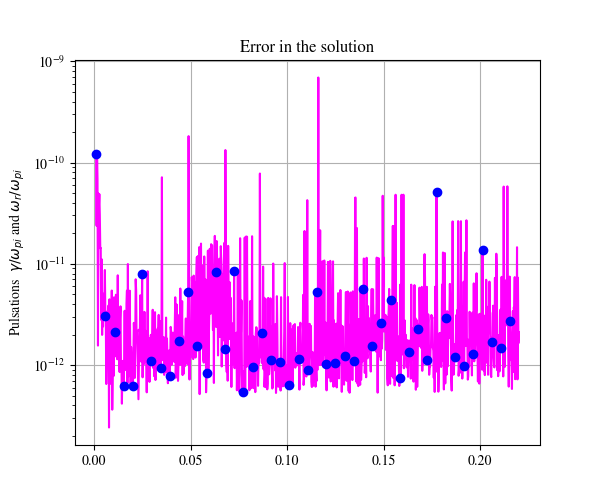 Error in the solution
10⁻⁹
10⁻¹⁰
10⁻¹¹
10⁻¹²
Pulsations γ/ω_pi and ω_r/ω_pi
0.00 0.05 0.10 0.15 0.20